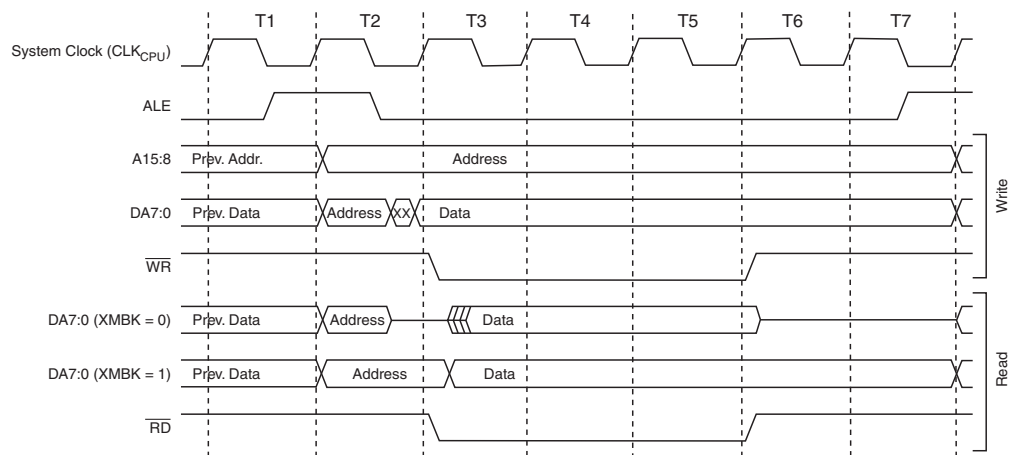 T1 T2 T3 T4 T5 T6 T7
System Clock (CLKCPU)
ALE
A15:8 Prev. Addr. Address
DA7:0 Prev. Data Address XX Data
WR
Write
DA7:0 (XMBK = 0) Prev. Data Address Data
DA7:0 (XMBK = 1) Prev. Data Address Data
RD
Read